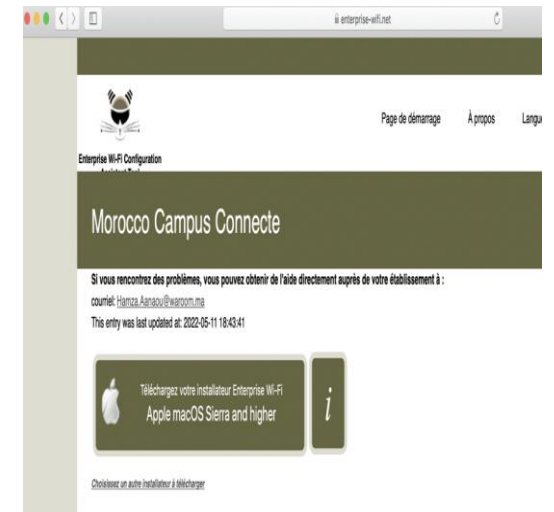 enterprise-wifi.net
Page de démarrage
À propos
Langue
Enterprise Wi-Fi Configuration
Morocco Campus Connecte
Si vous rencontrez des problèmes, vous pouvez obtenir de l'aide directement auprès de votre établissement à :
courriel: Hamza.Aanaou@waroom.ma
This entry was last updated at: 2022-05-11 18:43:41
Téléchargez votre installateur Enterprise Wi-Fi
Apple macOS Sierra and higher
i
Choisissez un autre installateur à télécharger